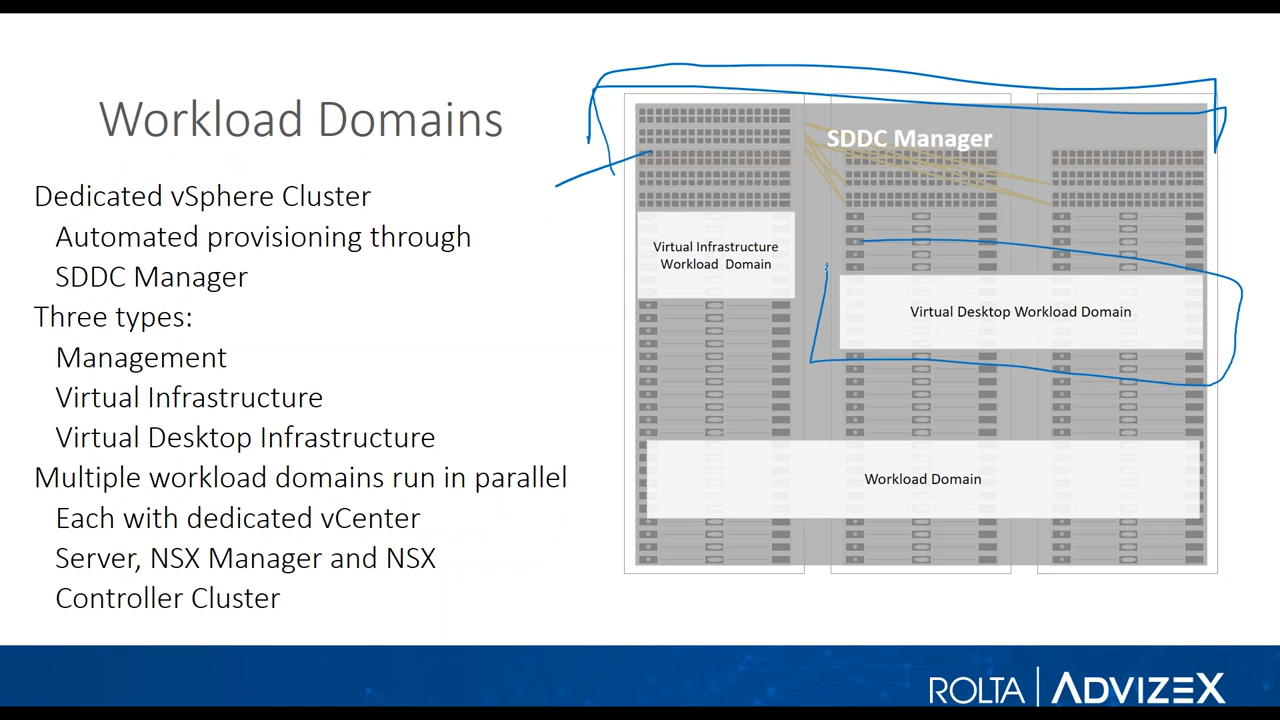 Workload Domains
Dedicated vSphere Cluster
Automated provisioning through
SDDC Manager
Three types:
Management
Virtual Infrastructure
Virtual Desktop Infrastructure
Multiple workload domains run in parallel
Each with dedicated vCenter
Server, NSX Manager and NSX
Controller Cluster
SDDC Manager
Virtual Infrastructure
Workload Domain
Virtual Desktop Workload Domain
Workload Domain
ROLTA | ADVIZEX